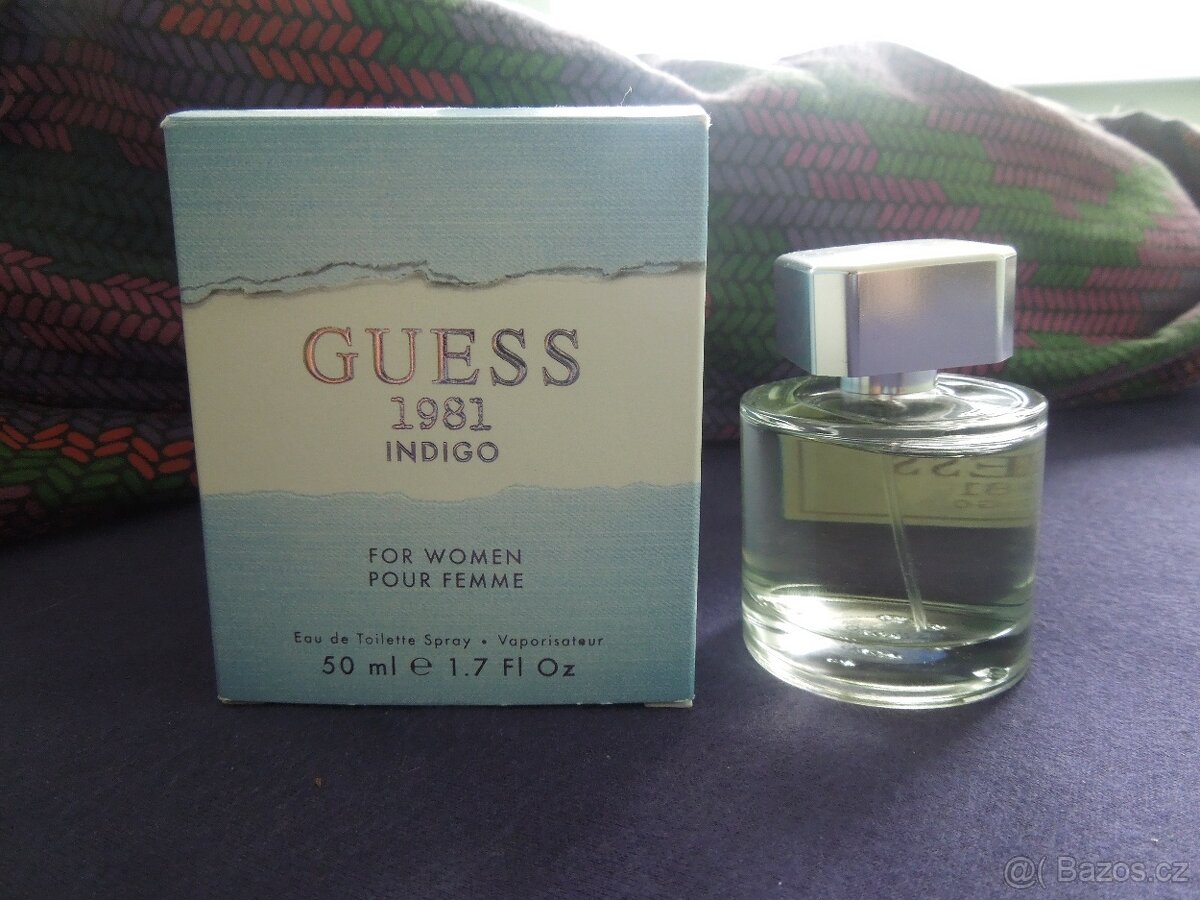 GUESS
1981
INDIGO
FOR WOMEN
POUR FEMME
Eau de Toilette Spray • Vaporisateur
50 ml ℮ 1.7 Fl Oz
@( Bazos.cz